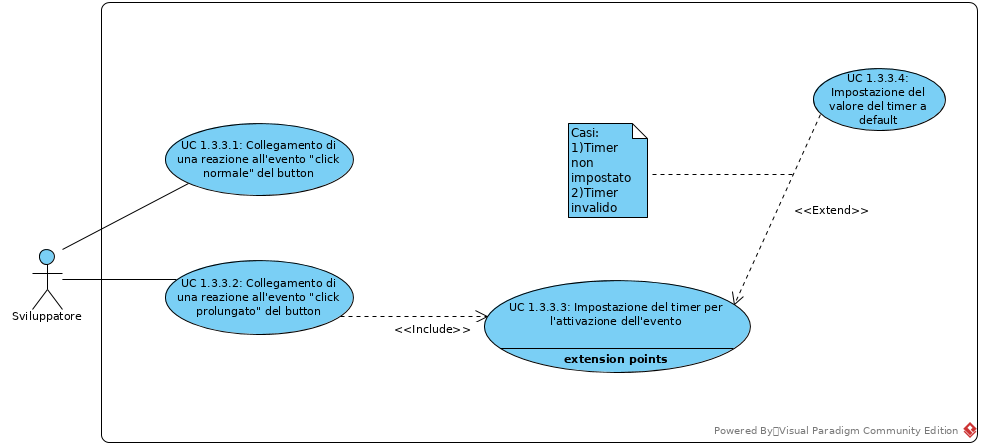 UC 1.3.3.4:
Impostazione del
valore del timer a
default
Casi:
1)Timer
non
impostato
2)Timer
invalido
UC 1.3.3.1: Collegamento di
una reazione all'evento "click
normale" del button
<<Extend>>
UC 1.3.3.2: Collegamento di
una reazione all'evento "click
prolungato" del button
Sviluppatore
<<Include>>
UC 1.3.3.3: Impostazione del timer per
l'attivazione dell'evento
extension points
Powered By Visual Paradigm Community Edition